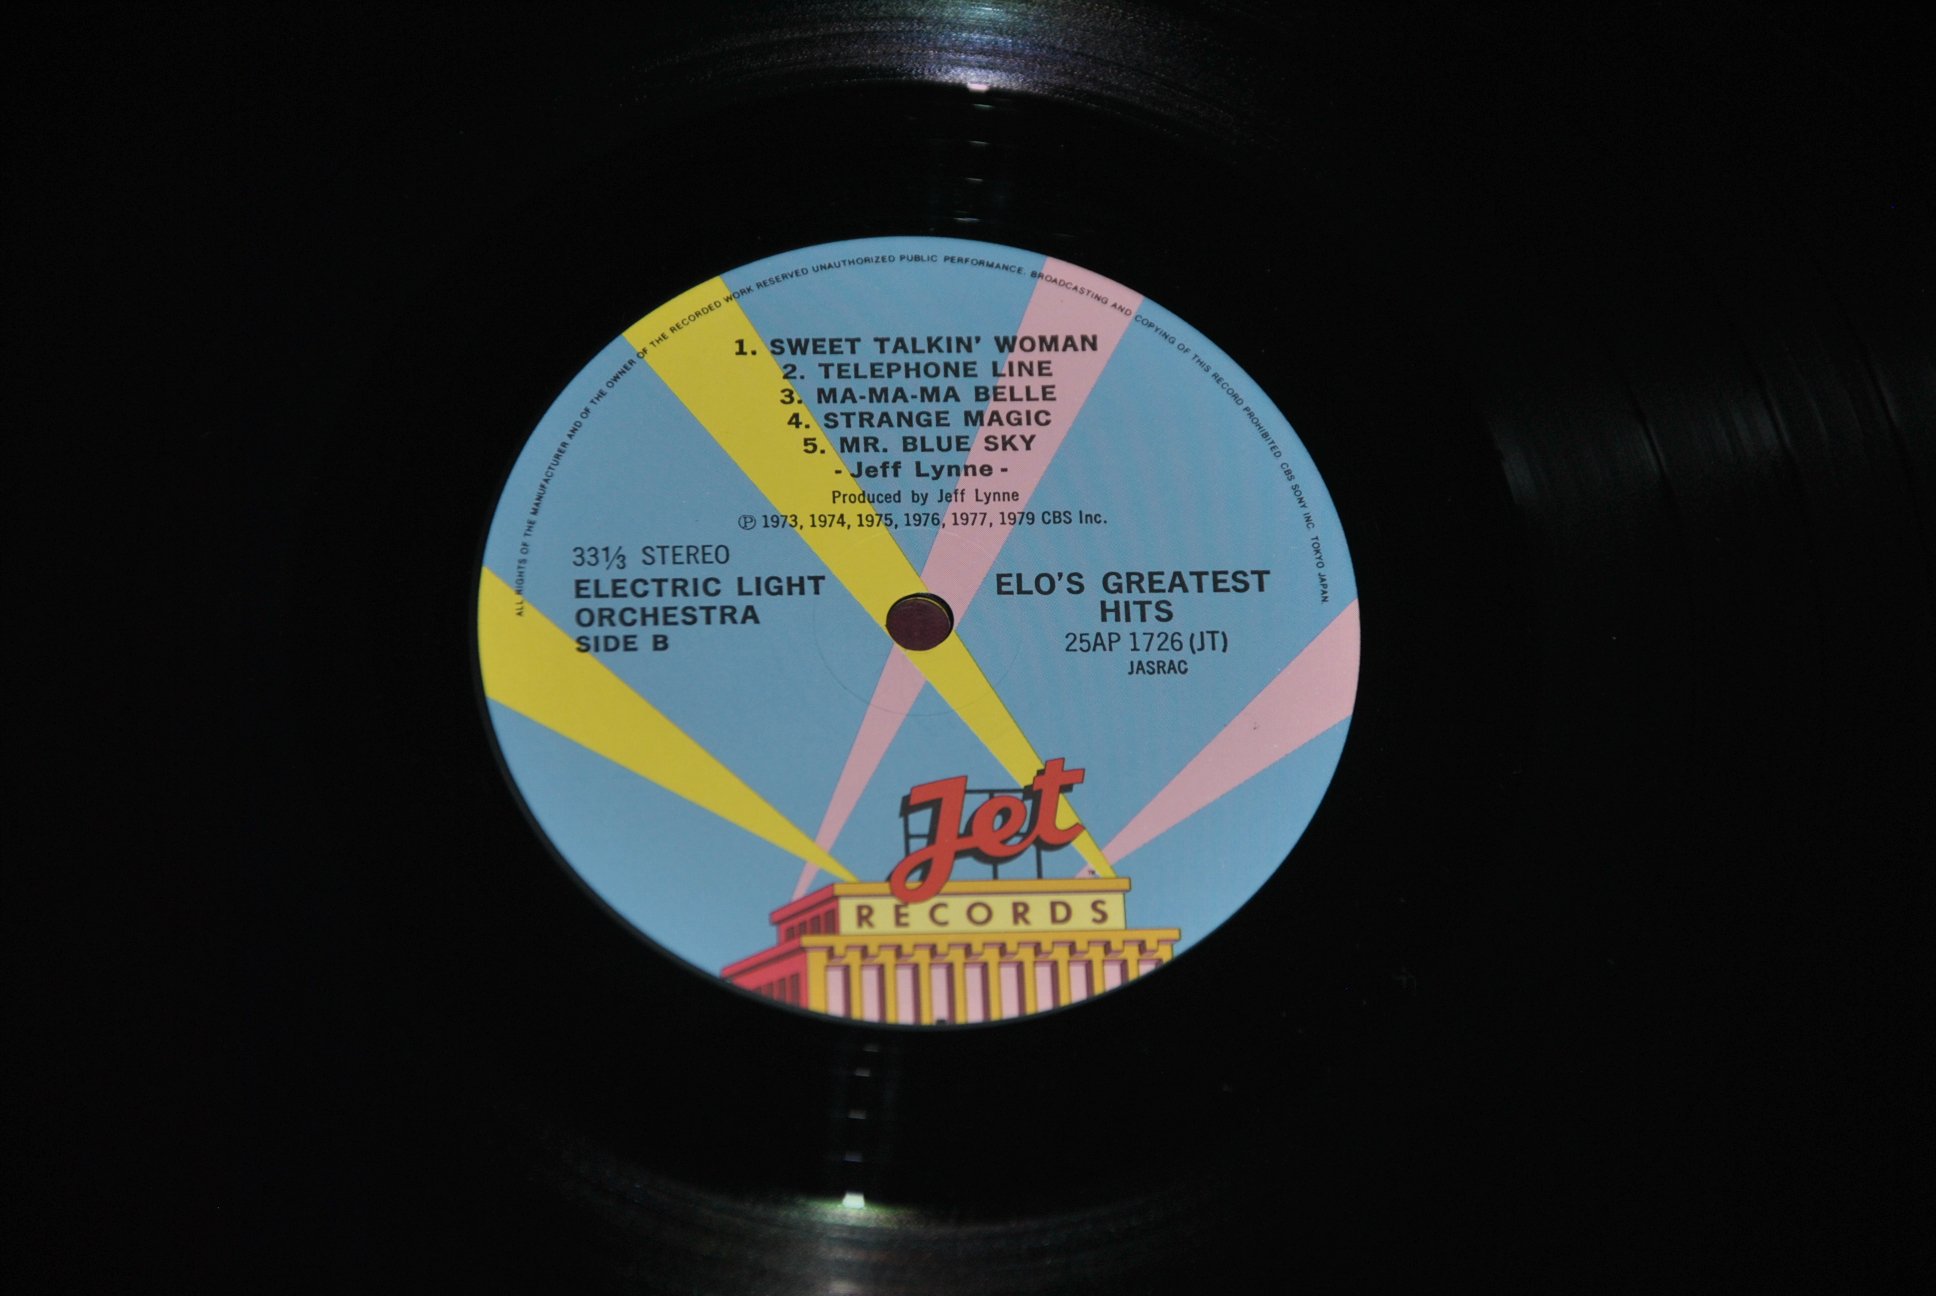 ALL RIGHTS OF THE MANUFACTURER AND OF THE OWNER OF THE RECORDED WORK RESERVED UNAUTHORIZED PUBLIC PERFORMANCE, BROADCASTING AND COPYING OF THIS RECORD PROHIBITED. CBS SONY INC. TOKYO JAPAN.
1. SWEET TALKIN' WOMAN
2. TELEPHONE LINE
3. MA-MA-MA BELLE
4. STRANGE MAGIC
5. MR. BLUE SKY
- Jeff Lynne -
Produced by Jeff Lynne
℗ 1973, 1974, 1975, 1976, 1977, 1979 CBS Inc.
33⅓ STEREO
ELECTRIC LIGHT
ORCHESTRA
SIDE B
ELO'S GREATEST
HITS
25AP 1726 (JT)
JASRAC
Jet
TM
RECORDS